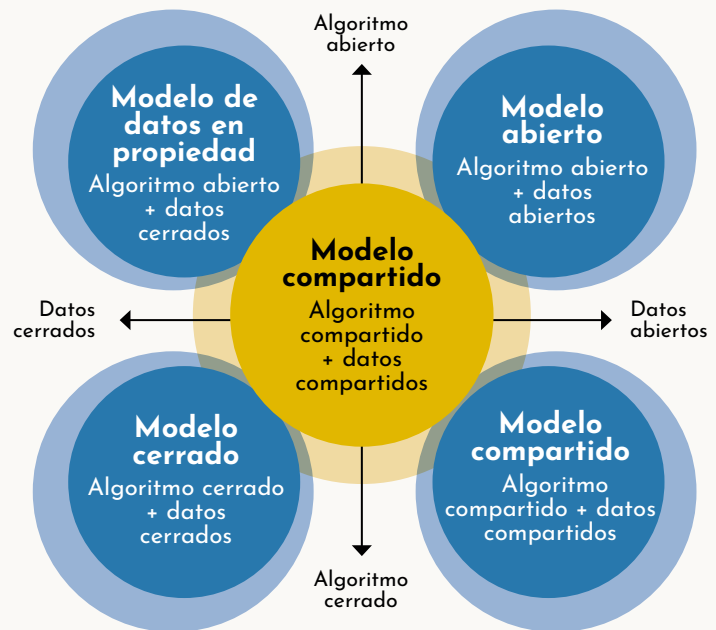 Algoritmo
abierto
Modelo de
datos en
propiedad
Algoritmo abierto
+ datos
cerrados
Modelo
abierto
Algoritmo abierto
+ datos
abiertos
Modelo
compartido
Algoritmo
compartido
+ datos
compartidos
Datos
cerrados
Datos
abiertos
Modelo
cerrado
Algoritmo cerrado
+ datos
cerrados
Modelo
compartido
Algoritmo
compartido + datos
compartidos
Algoritmo
cerrado